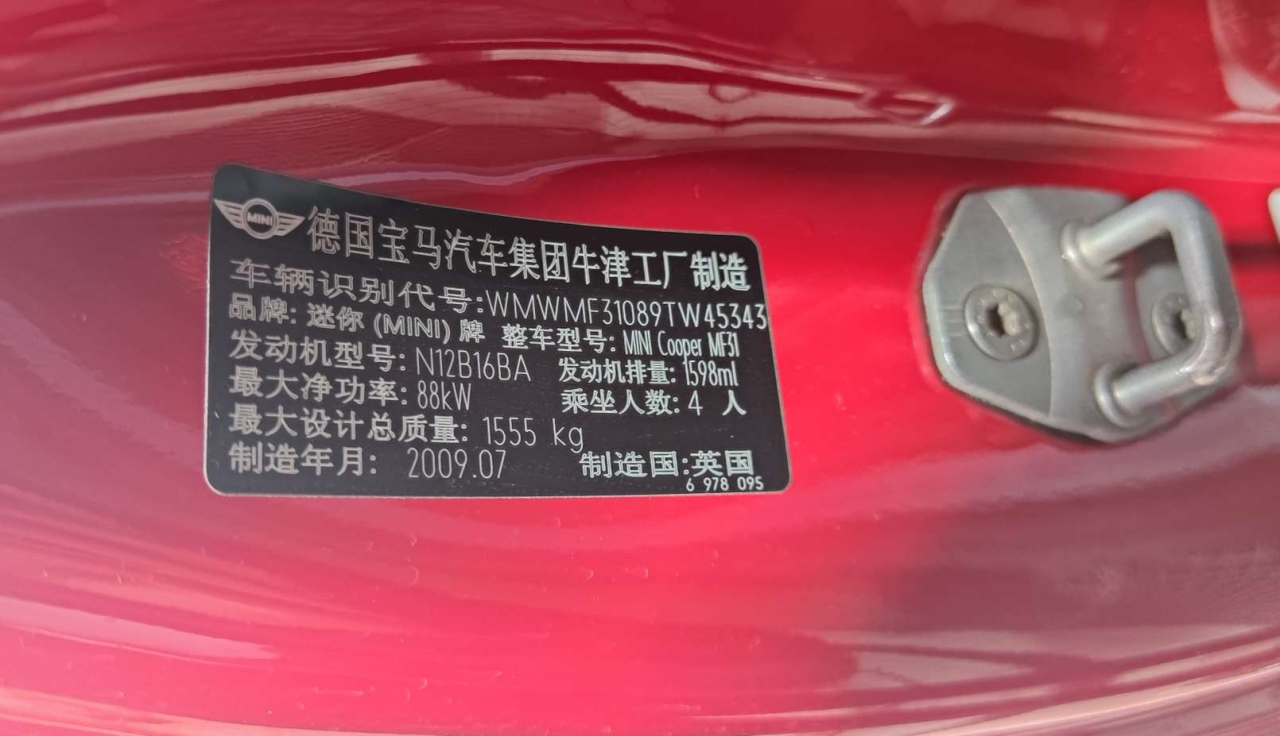 MINI 德国宝马汽车集团牛津工厂制造
车辆识别代号:WMWMF31089TW45343
品牌: 迷你 (MINI) 牌 整车型号: MINI Cooper MF31
发动机型号: N12B16BA 发动机排量: 1598ml
最大净功率: 88kW 乘坐人数: 4 人
最大设计总质量: 1555 kg
制造年月: 2009.07 制造国:英国
6 978 095